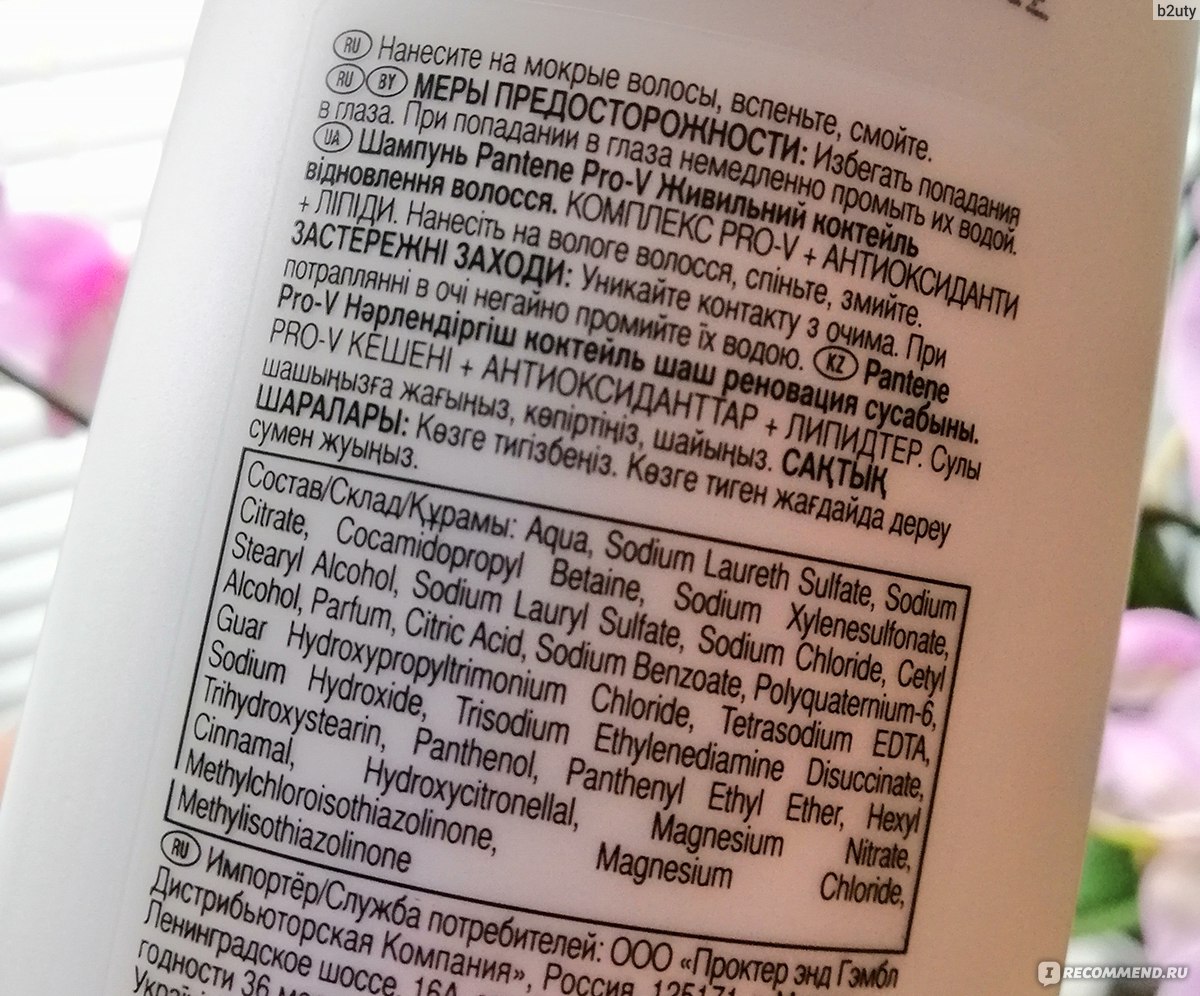 b2uty
RU Нанесите на мокрые волосы, вспеньте, смойте.
RU BY МЕРЫ ПРЕДОСТОРОЖНОСТИ: Избегать попадания
в глаза. При попадании в глаза немедленно промыть их водой.
UA Шампунь Pantene Pro-V Живильний коктейль
відновлення волосся. КОМПЛЕКС PRO-V + АНТИОКСИДАНТИ
+ ЛІПІДИ. Нанесіть на вологе волосся, спіньте, змийте.
ЗАСТЕРЕЖНІ ЗАХОДИ: Уникайте контакту з очима. При
потраплянні в очі негайно промийте їх водою. KZ Pantene
Pro-V Нәрлендіргіш коктейль шаш реновация сусабыны.
PRO-V КЕШЕНІ + АНТИОКСИДАНТТАР + ЛИПИДТЕР. Сулы
шашыңызға жағыңыз, көпіртіңіз, шайыңыз. САҚТЫҚ
ШАРАЛАРЫ: Көзге тигізбеңіз. Көзге тиген жағдайда дереу
сумен жуыңыз.
Состав/Склад/Құрамы: Aqua, Sodium Laureth Sulfate, Sodium
Citrate, Cocamidopropyl Betaine, Sodium Xylenesulfonate,
Stearyl Alcohol, Sodium Lauryl Sulfate, Sodium Chloride, Cetyl
Alcohol, Parfum, Citric Acid, Sodium Benzoate, Polyquaternium-6,
Guar Hydroxypropyltrimonium Chloride, Tetrasodium EDTA,
Sodium Hydroxide, Trisodium Ethylenediamine Disuccinate,
Trihydroxystearin, Panthenol, Panthenyl Ethyl Ether, Hexyl
Cinnamal, Hydroxycitronellal, Magnesium Nitrate,
Methylchloroisothiazolinone, Magnesium Chloride,
Methylisothiazolinone
RU Импортёр/Служба потребителей: ООО «Проктер энд Гэмбл
Дистрибьюторская Компания», Россия, 125171,
Ленинградское шоссе, 16А,
годности 36
RECOMMEND.RU